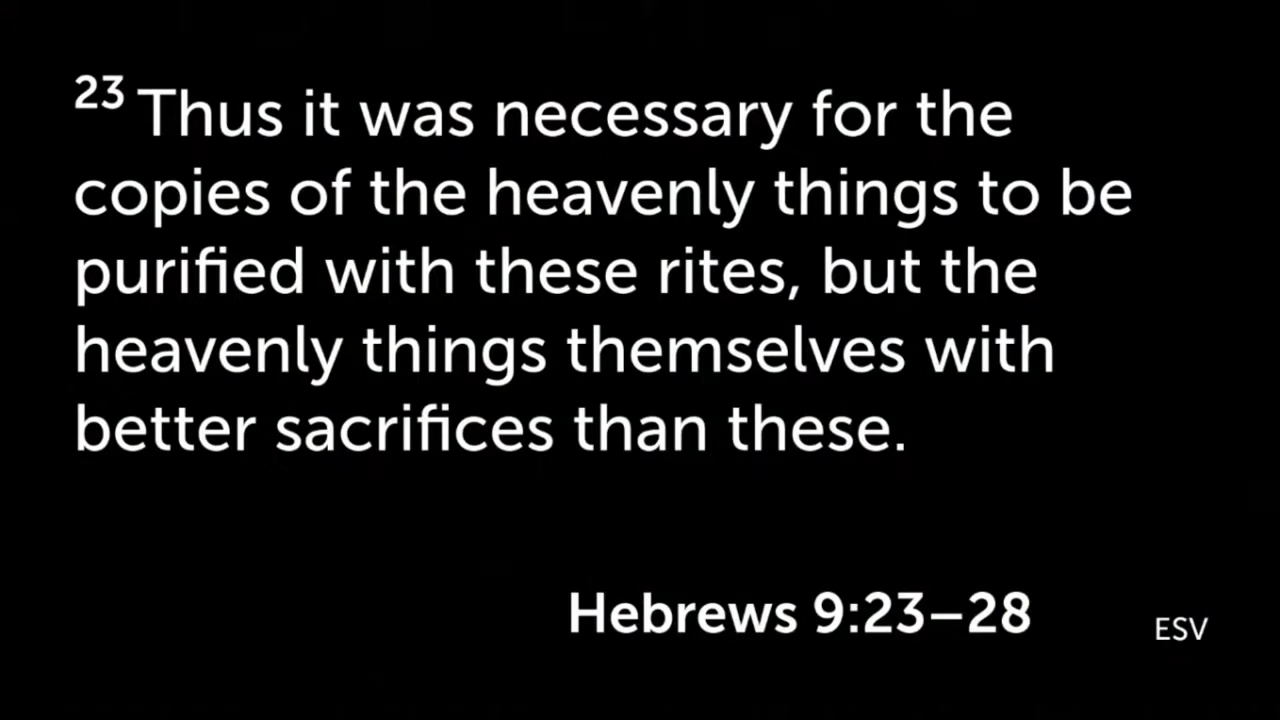 23 Thus it was necessary for the
copies of the heavenly things to be
purified with these rites, but the
heavenly things themselves with
better sacrifices than these.
Hebrews 9:23–28
ESV